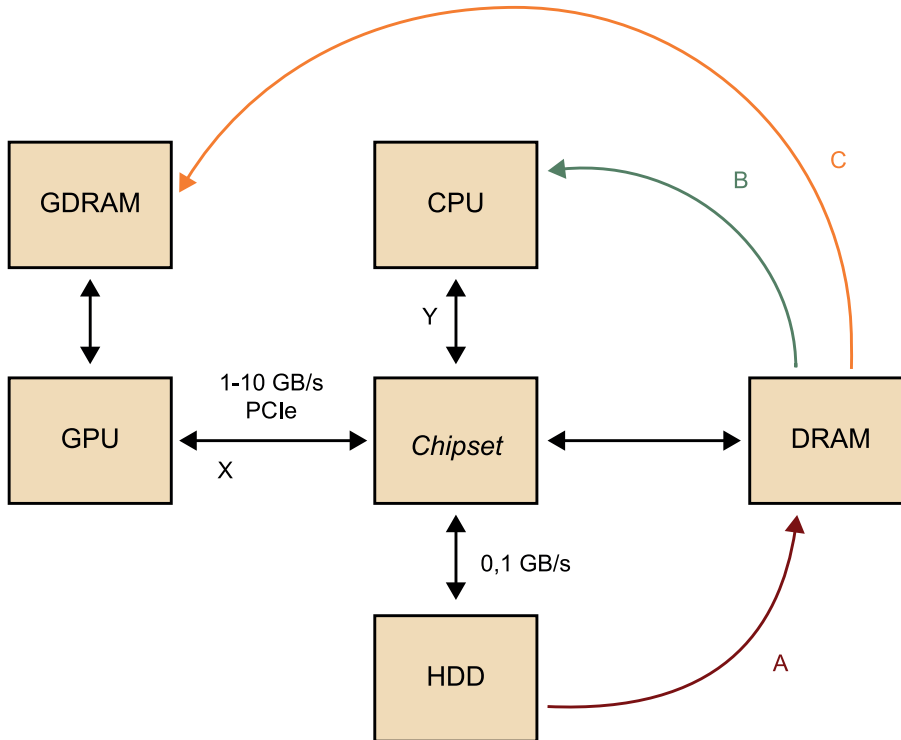 C
B
GDRAM
CPU
Y
1-10 GB/s
PCIe
GPU
X
Chipset
DRAM
0,1 GB/s
HDD
A